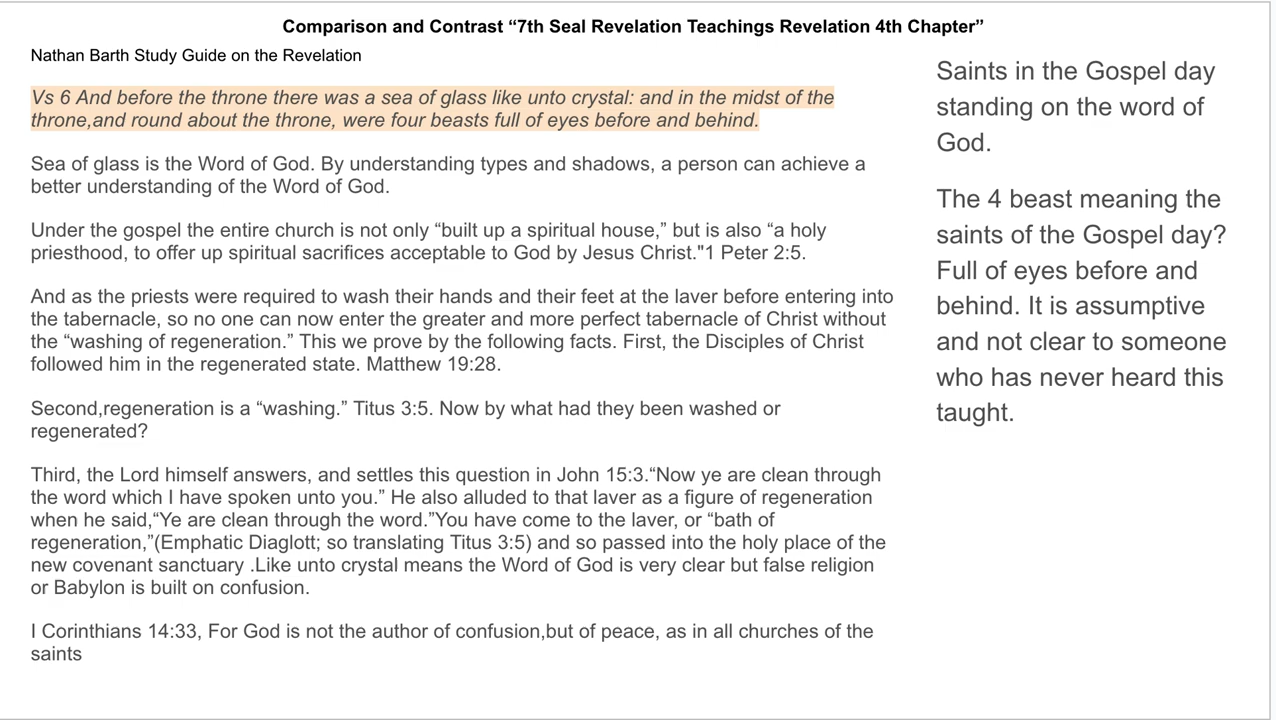 Comparison and Contrast “7th Seal Revelation Teachings Revelation 4th Chapter”
Nathan Barth Study Guide on the Revelation
Vs 6 And before the throne there was a sea of glass like unto crystal: and in the midst of the
throne,and round about the throne, were four beasts full of eyes before and behind.
Sea of glass is the Word of God. By understanding types and shadows, a person can achieve a
better understanding of the Word of God.
Under the gospel the entire church is not only “built up a spiritual house,” but is also “a holy
priesthood, to offer up spiritual sacrifices acceptable to God by Jesus Christ."1 Peter 2:5.
And as the priests were required to wash their hands and their feet at the laver before entering into
the tabernacle, so no one can now enter the greater and more perfect tabernacle of Christ without
the “washing of regeneration.” This we prove by the following facts. First, the Disciples of Christ
followed him in the regenerated state. Matthew 19:28.
Second,regeneration is a “washing.” Titus 3:5. Now by what had they been washed or
regenerated?
Third, the Lord himself answers, and settles this question in John 15:3.“Now ye are clean through
the word which I have spoken unto you.” He also alluded to that laver as a figure of regeneration
when he said,“Ye are clean through the word.”You have come to the laver, or “bath of
regeneration,”(Emphatic Diaglott; so translating Titus 3:5) and so passed into the holy place of the
new covenant sanctuary .Like unto crystal means the Word of God is very clear but false religion
or Babylon is built on confusion.
I Corinthians 14:33, For God is not the author of confusion,but of peace, as in all churches of the
saints
Saints in the Gospel day
standing on the word of
God.
The 4 beast meaning the
saints of the Gospel day?
Full of eyes before and
behind. It is assumptive
and not clear to someone
who has never heard this
taught.